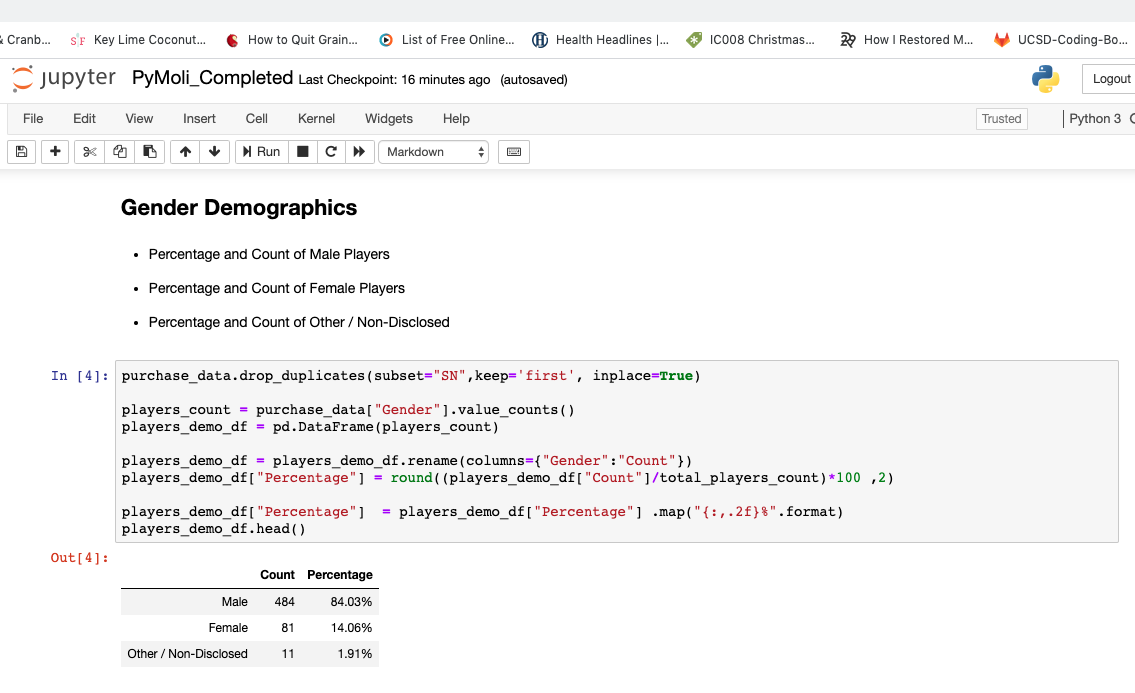 & Cranb... SF Key Lime Coconut... How to Quit Grain... List of Free Online... H Health Headlines |... IC008 Christmas... 2P How I Restored M... UCSD-Coding-Bo...
jupyter PyMoli_Completed Last Checkpoint: 16 minutes ago (autosaved) Logout
File Edit View Insert Cell Kernel Widgets Help Trusted Python 3
Run Markdown
Gender Demographics
• Percentage and Count of Male Players
• Percentage and Count of Female Players
• Percentage and Count of Other / Non-Disclosed
In [4]: purchase_data.drop_duplicates(subset="SN",keep='first', inplace=True)
players_count = purchase_data["Gender"].value_counts()
players_demo_df = pd.DataFrame(players_count)
players_demo_df = players_demo_df.rename(columns={"Gender":"Count"})
players_demo_df["Percentage"] = round((players_demo_df["Count"]/total_players_count)*100 ,2)
players_demo_df["Percentage"]  = players_demo_df["Percentage"] .map("{:,.2f}%".format)
players_demo_df.head()
Out[4]:
Count Percentage
Male 484 84.03%
Female 81 14.06%
Other / Non-Disclosed 11 1.91%